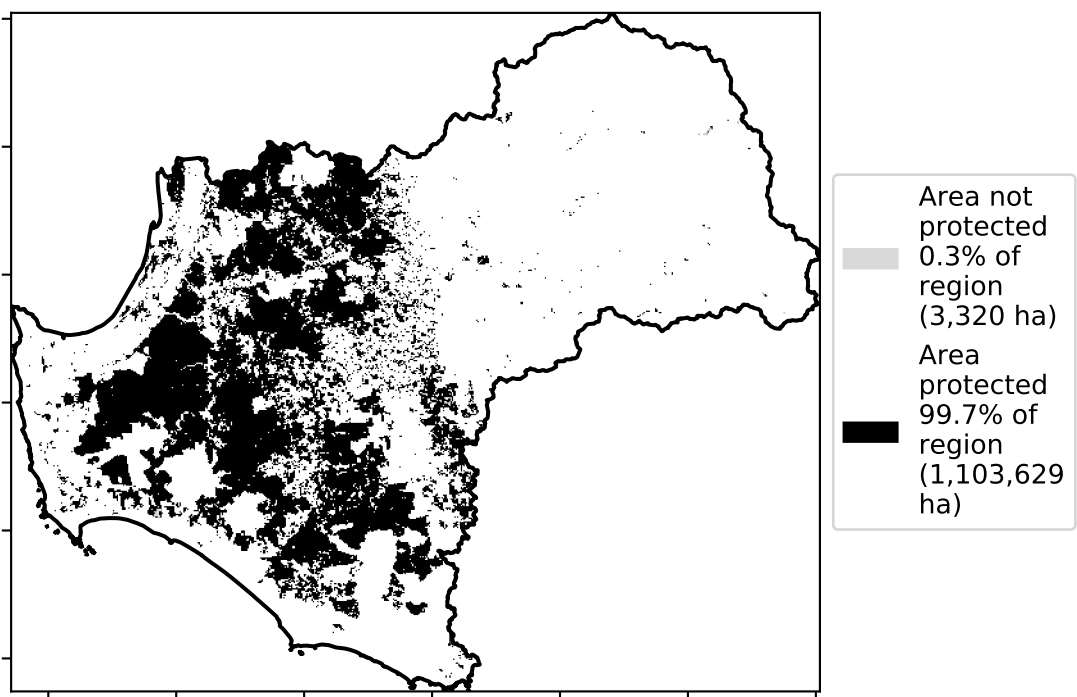 Area not
protected
0.3% of
region
(3,320 ha)
Area
protected
99.7% of
region
(1,103,629
ha)